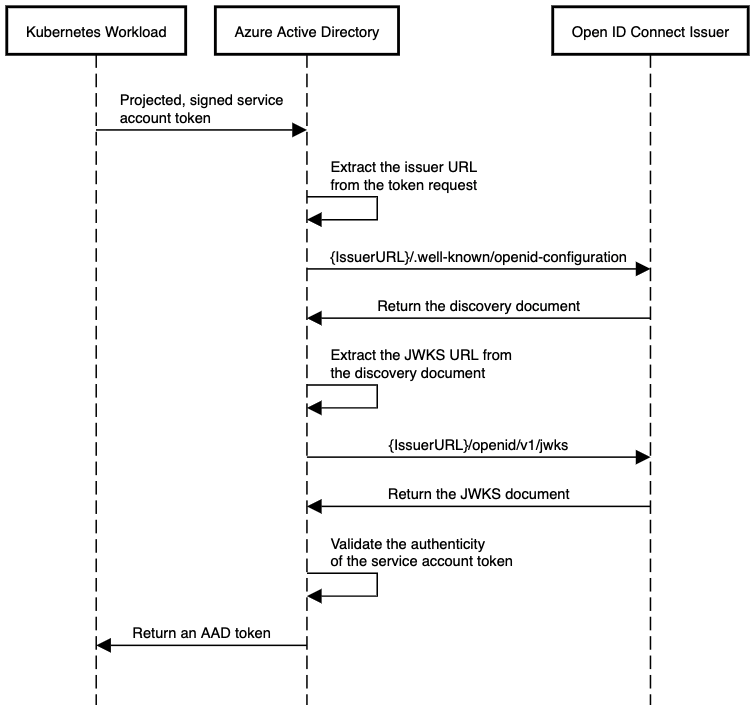 Kubernetes Workload
Azure Active Directory
Open ID Connect Issuer
Projected, signed service
account token
Extract the issuer URL
from the token request
{IssuerURL}/.well-known/openid-configuration
Return the discovery document
Extract the JWKS URL from
the discovery document
{IssuerURL}/openid/v1/jwks
Return the JWKS document
Validate the authenticity
of the service account token
Return an AAD token